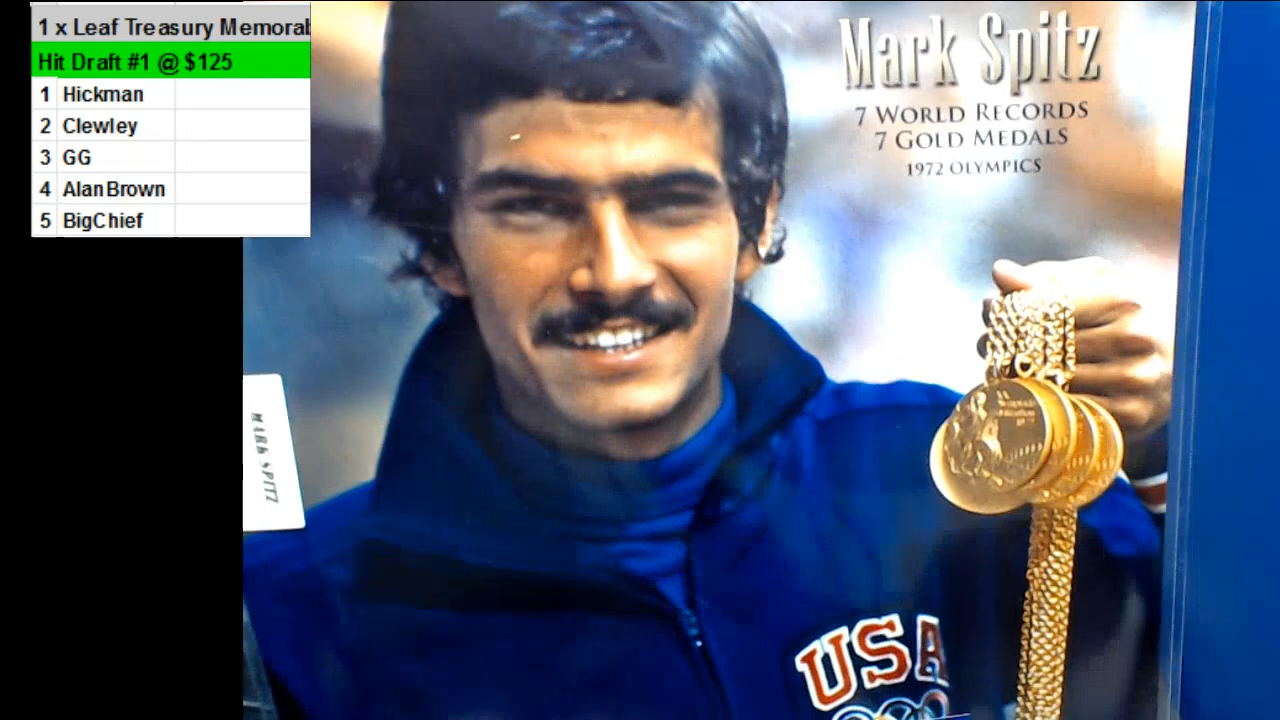 1 x Leaf Treasury Memorab
Hit Draft #1 @ $125
1 Hickman
2 Clewley
3 GG
4 AlanBrown
5 BigChief
Mark Spitz
7 WORLD RECORDS
7 GOLD MEDALS
1972 OLYMPICS
MARK SPITZ
USA